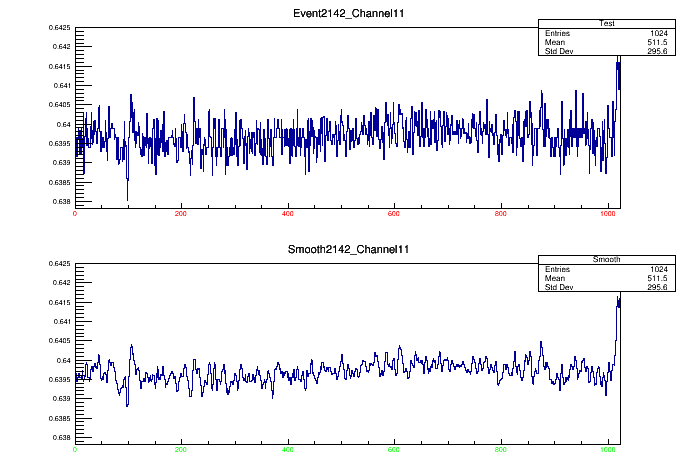 Event2142_Channel11
Test
Entries 1024
Mean 511.5
Std Dev 295.6
0.6425
0.642
0.6415
0.641
0.6405
0.64
0.6395
0.639
0.6385
0.638
0 200 400 600 800 1000
Smooth2142_Channel11
Smooth
Entries 1024
Mean 511.5
Std Dev 295.6
0.6425
0.642
0.6415
0.641
0.6405
0.64
0.6395
0.639
0.6385
0.638
0 200 400 600 800 1000